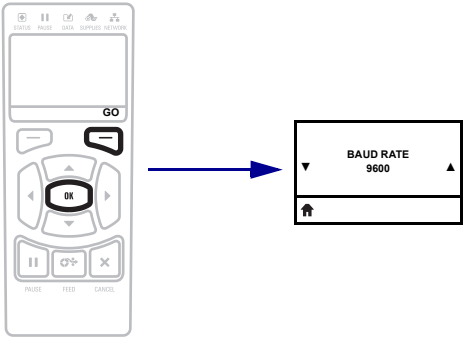 STATUS PAUSE DATA SUPPLIES NETWORK
GO
BAUD RATE
9600
OK
PAUSE FEED CANCEL